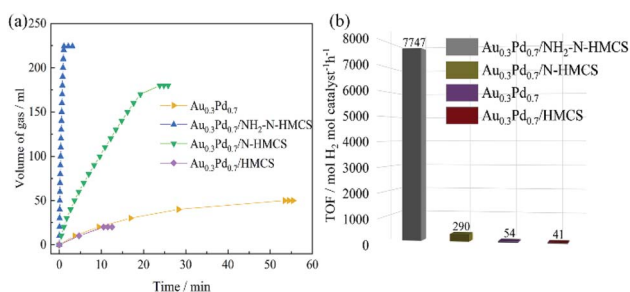 (a)
250
200
150
100
50
0
Volume of gas / ml
Au0.3Pd0.7
Au0.3Pd0.7/NH2-N-HMCS
Au0.3Pd0.7/N-HMCS
Au0.3Pd0.7/HMCS
0 10 20 30 40 50 60
Time / min
(b)
8000
7000
6000
5000
4000
3000
2000
1000
0
TOF / mol H2 mol catalyst-1h-1
7747
290
54
41
Au0.3Pd0.7/NH2-N-HMCS
Au0.3Pd0.7/N-HMCS
Au0.3Pd0.7
Au0.3Pd0.7/HMCS